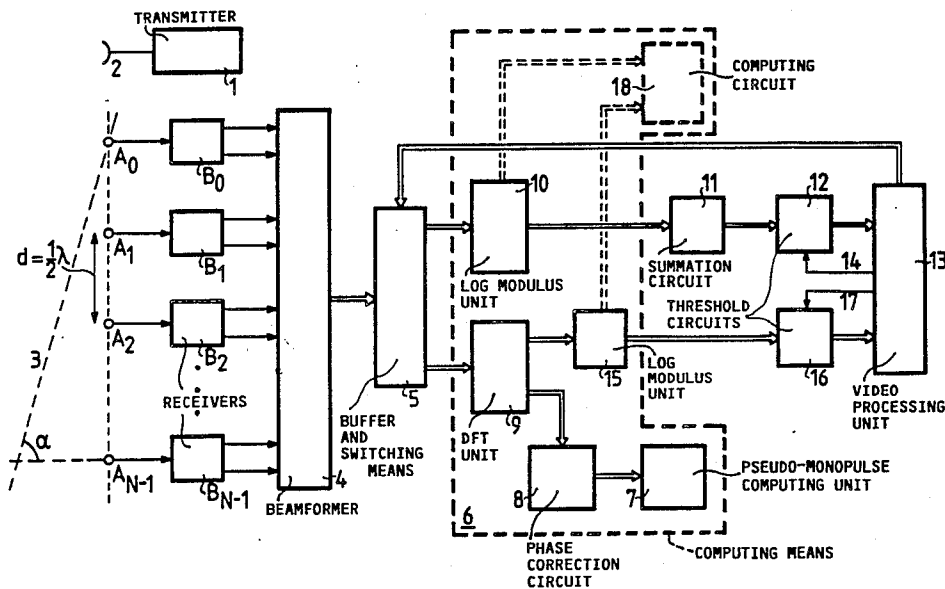 TRANSMITTER
2
1
COMPUTING
CIRCUIT
18
A0
B0
10
11
12
13
A1
B1
d=½λ
LOG MODULUS
UNIT
SUMMATION
CIRCUIT
14
17
THRESHOLD
CIRCUITS
A2
B2
3
RECEIVERS
5
9
15
LOG
MODULUS
UNIT
16
VIDEO
PROCESSING
UNIT
BUFFER
AND
SWITCHING
MEANS
DFT
UNIT
α
AN-1
BN-1
4
BEAMFORMER
6
8
7
PSEUDO-MONOPULSE
COMPUTING UNIT
PHASE
CORRECTION
CIRCUIT
COMPUTING MEANS